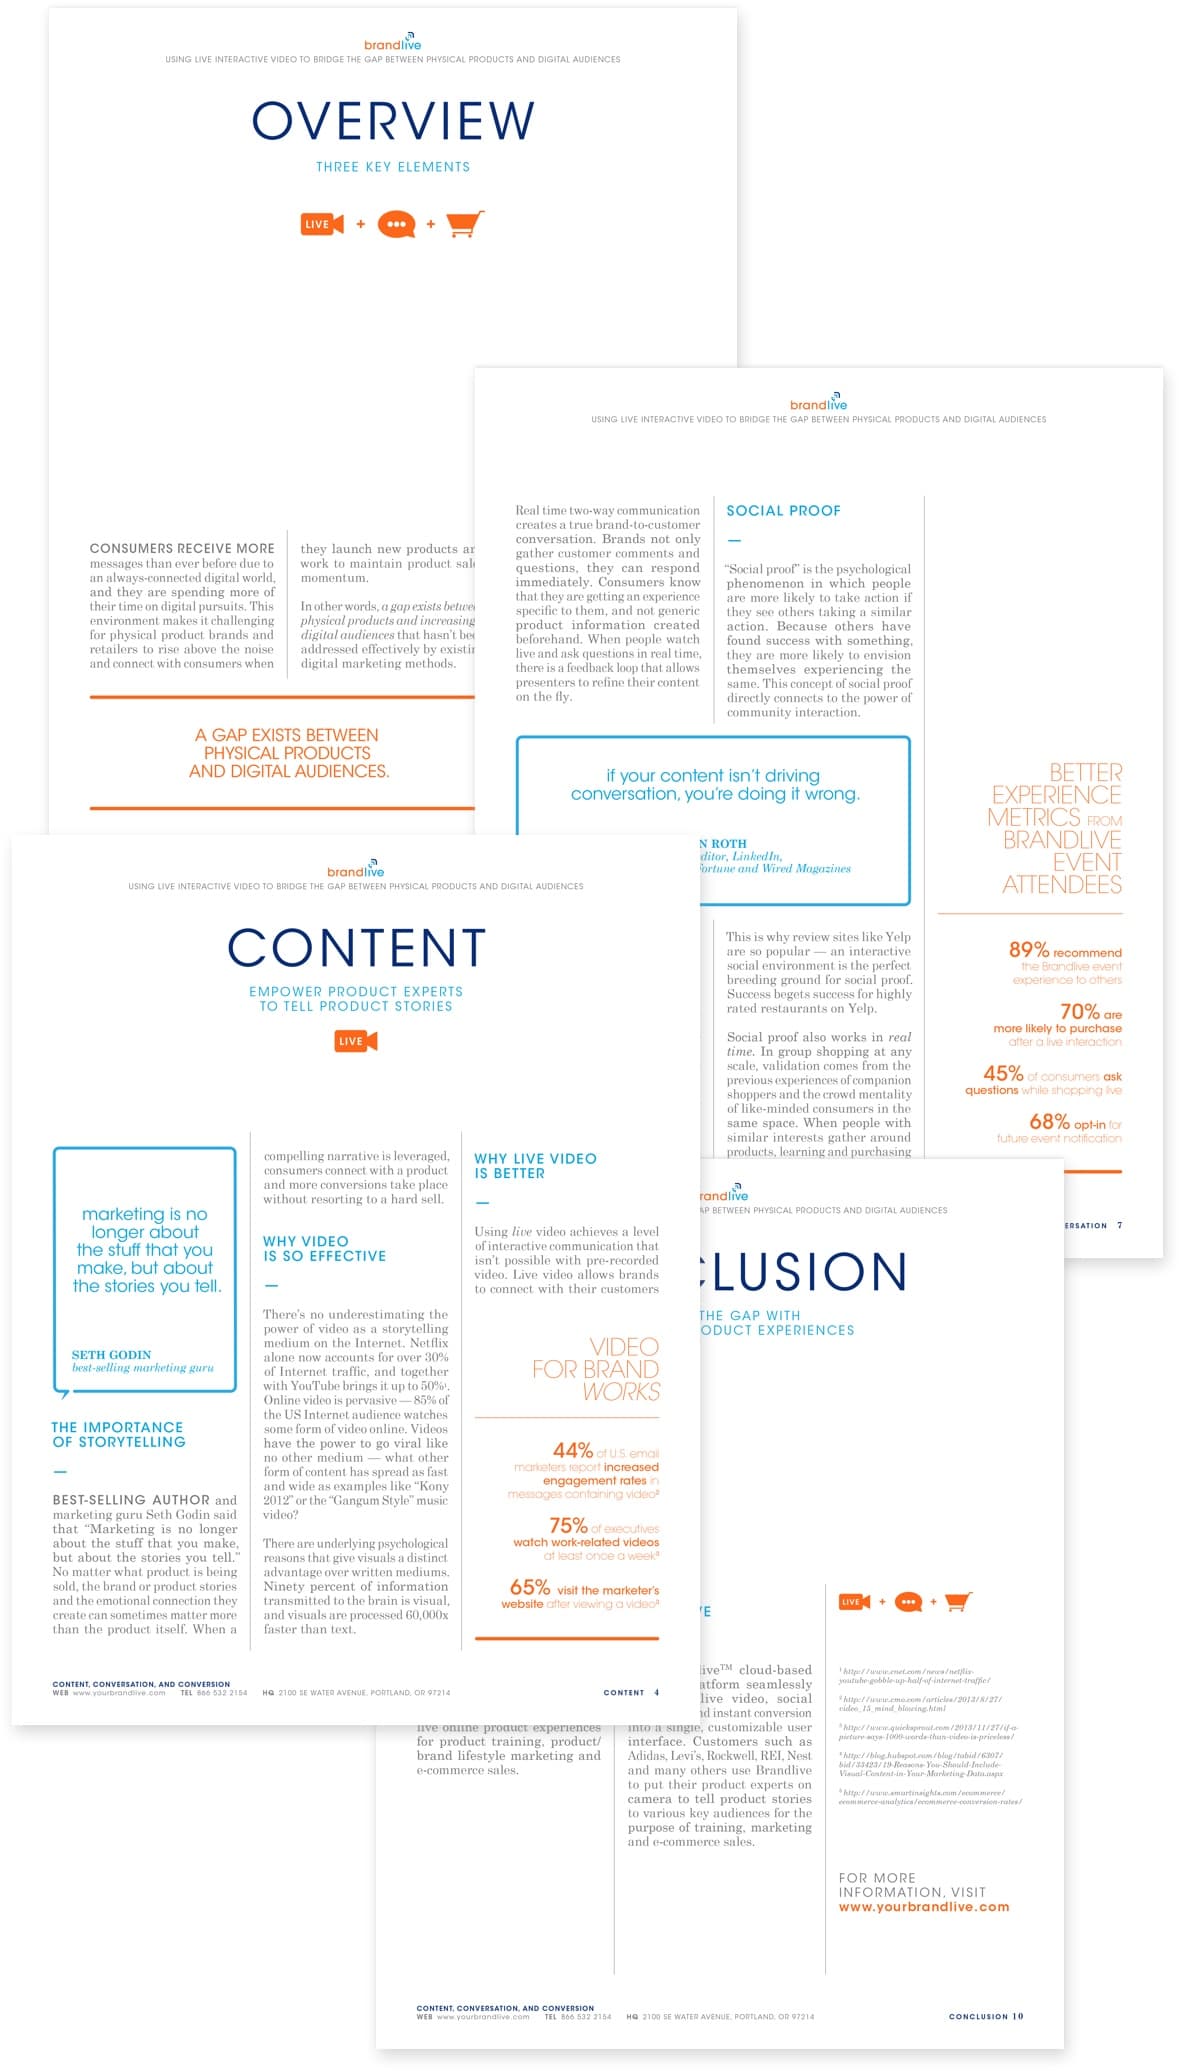 brandlive
USING LIVE INTERACTIVE VIDEO TO BRIDGE THE GAP BETWEEN PHYSICAL PRODUCTS AND DIGITAL AUDIENCES
OVERVIEW
THREE KEY ELEMENTS
LIVE + +
CONSUMERS RECEIVE MORE
messages than ever before due to
an always-connected digital world,
and they are spending more of
their time on digital pursuits. This
environment makes it challenging
for physical product brands and
retailers to rise above the noise
and connect with consumers when
they launch new products
work to maintain product
momentum.
In other words, a gap exists
physical products and increasing
digital audiences that hasn't
addressed effectively by
digital marketing methods.
A GAP EXISTS BETWEEN
PHYSICAL PRODUCTS
AND DIGITAL AUDIENCES.
brandlive
USING LIVE INTERACTIVE VIDEO TO BRIDGE THE GAP BETWEEN PHYSICAL PRODUCTS AND DIGITAL AUDIENCES
Real time two-way communication
creates a true brand-to-customer
conversation. Brands not only
gather customer comments and
questions, they can respond
immediately. Consumers know
that they are getting an experience
specific to them, and not generic
product information created
beforehand. When people watch
live and ask questions in real time,
there is a feedback loop that allows
presenters to refine their content
on the fly.
SOCIAL PROOF
—
“Social proof” is the psychological
phenomenon in which people
are more likely to take action if
they see others taking a similar
action. Because others have
found success with something,
they are more likely to envision
themselves experiencing the
same. This concept of social proof
directly connects to the power of
community interaction.
if your content isn't driving
conversation, you're doing it wrong.
N ROTH
ditor, LinkedIn,
Fortune and Wired Magazines
This is why review sites like Yelp
are so popular — an interactive
social environment is the perfect
breeding ground for social proof.
Success begets success for highly
rated restaurants on Yelp.
Social proof also works in real
time. In group shopping at any
scale, validation comes from the
previous experiences of companion
shoppers and the crowd mentality
of like-minded consumers in the
same space. When people with
similar interests gather around
products, learning and purchasing
BETTER
EXPERIENCE
METRICS FROM
BRANDLIVE
EVENT
ATTENDEES
89% recommend
the Brandlive event
experience to others
70% are
more likely to purchase
after a live interaction
45% of consumers ask
questions while shopping live
68% opt-in for
future event notification
ERSATION 7
brandlive
USING LIVE INTERACTIVE VIDEO TO BRIDGE THE GAP BETWEEN PHYSICAL PRODUCTS AND DIGITAL AUDIENCES
CONTENT
EMPOWER PRODUCT EXPERTS
TO TELL PRODUCT STORIES
LIVE
marketing is no
longer about
the stuff that you
make, but about
the stories you tell.
SETH GODIN
best-selling marketing guru
THE IMPORTANCE
OF STORYTELLING
—
BEST-SELLING AUTHOR and
marketing guru Seth Godin said
that “Marketing is no longer
about the stuff that you make,
but about the stories you tell.”
No matter what product is being
sold, the brand or product stories
and the emotional connection they
create can sometimes matter more
than the product itself. When a
compelling narrative is leveraged,
consumers connect with a product
and more conversions take place
without resorting to a hard sell.
WHY VIDEO
IS SO EFFECTIVE
—
There's no underestimating the
power of video as a storytelling
medium on the Internet. Netflix
alone now accounts for over 30%
of Internet traffic, and together
with YouTube brings it up to 50%¹.
Online video is pervasive — 85% of
the US Internet audience watches
some form of video online. Videos
have the power to go viral like
no other medium — what other
form of content has spread as fast
and wide as examples like “Kony
2012” or the “Gangum Style” music
video?
There are underlying psychological
reasons that give visuals a distinct
advantage over written mediums.
Ninety percent of information
transmitted to the brain is visual,
and visuals are processed 60,000x
faster than text.
WHY LIVE VIDEO
IS BETTER
—
Using live video achieves a level
of interactive communication that
isn't possible with pre-recorded
video. Live video allows brands
to connect with their customers
VIDEO
FOR BRAND
WORKS
44% of U.S. email
marketers report increased
engagement rates in
messages containing video²
75% of executives
watch work-related videos
at least once a week³
65% visit the marketer's
website after viewing a video³
CONTENT, CONVERSATION, AND CONVERSION
WEB www.yourbrandlive.com TEL 866 532 2154 HQ 2100 SE WATER AVENUE, PORTLAND, OR 97214
CONTENT 4
randlive
AP BETWEEN PHYSICAL PRODUCTS AND DIGITAL AUDIENCES
CLUSION
THE GAP WITH
ODUCT EXPERIENCES
VE
live online product experiences
for product training, product/
brand lifestyle marketing and
e-commerce sales.
live™ cloud-based
atform seamlessly
live video, social
nd instant conversion
into a single, customizable user
interface. Customers such as
Adidas, Levi's, Rockwell, REI, Nest
and many others use Brandlive
to put their product experts on
camera to tell product stories
to various key audiences for the
purpose of training, marketing
and e-commerce sales.
LIVE + +
¹ http://www.cnet.com/news/netflix-
youtube-gobble-up-half-of-internet-traffic/
² http://www.cmo.com/articles/2013/8/27/
video_15_mind_blowing.html
³ http://www.quicksprout.com/2013/11/27/if-a-
picture-says-1000-words-than-video-is-priceless/
⁴ http://blog.hubspot.com/blog/tabid/6307/
bid/33423/19-Reasons-You-Should-Include-
Visual-Content-in-Your-Marketing-Data.aspx
⁵ http://www.smartinsights.com/ecommerce/
ecommerce-analytics/ecommerce-conversion-rates/
FOR MORE
INFORMATION, VISIT
www.yourbrandlive.com
CONTENT, CONVERSATION, AND CONVERSION
WEB www.yourbrandlive.com TEL 866 532 2154 HQ 2100 SE WATER AVENUE, PORTLAND, OR 97214
CONCLUSION 10